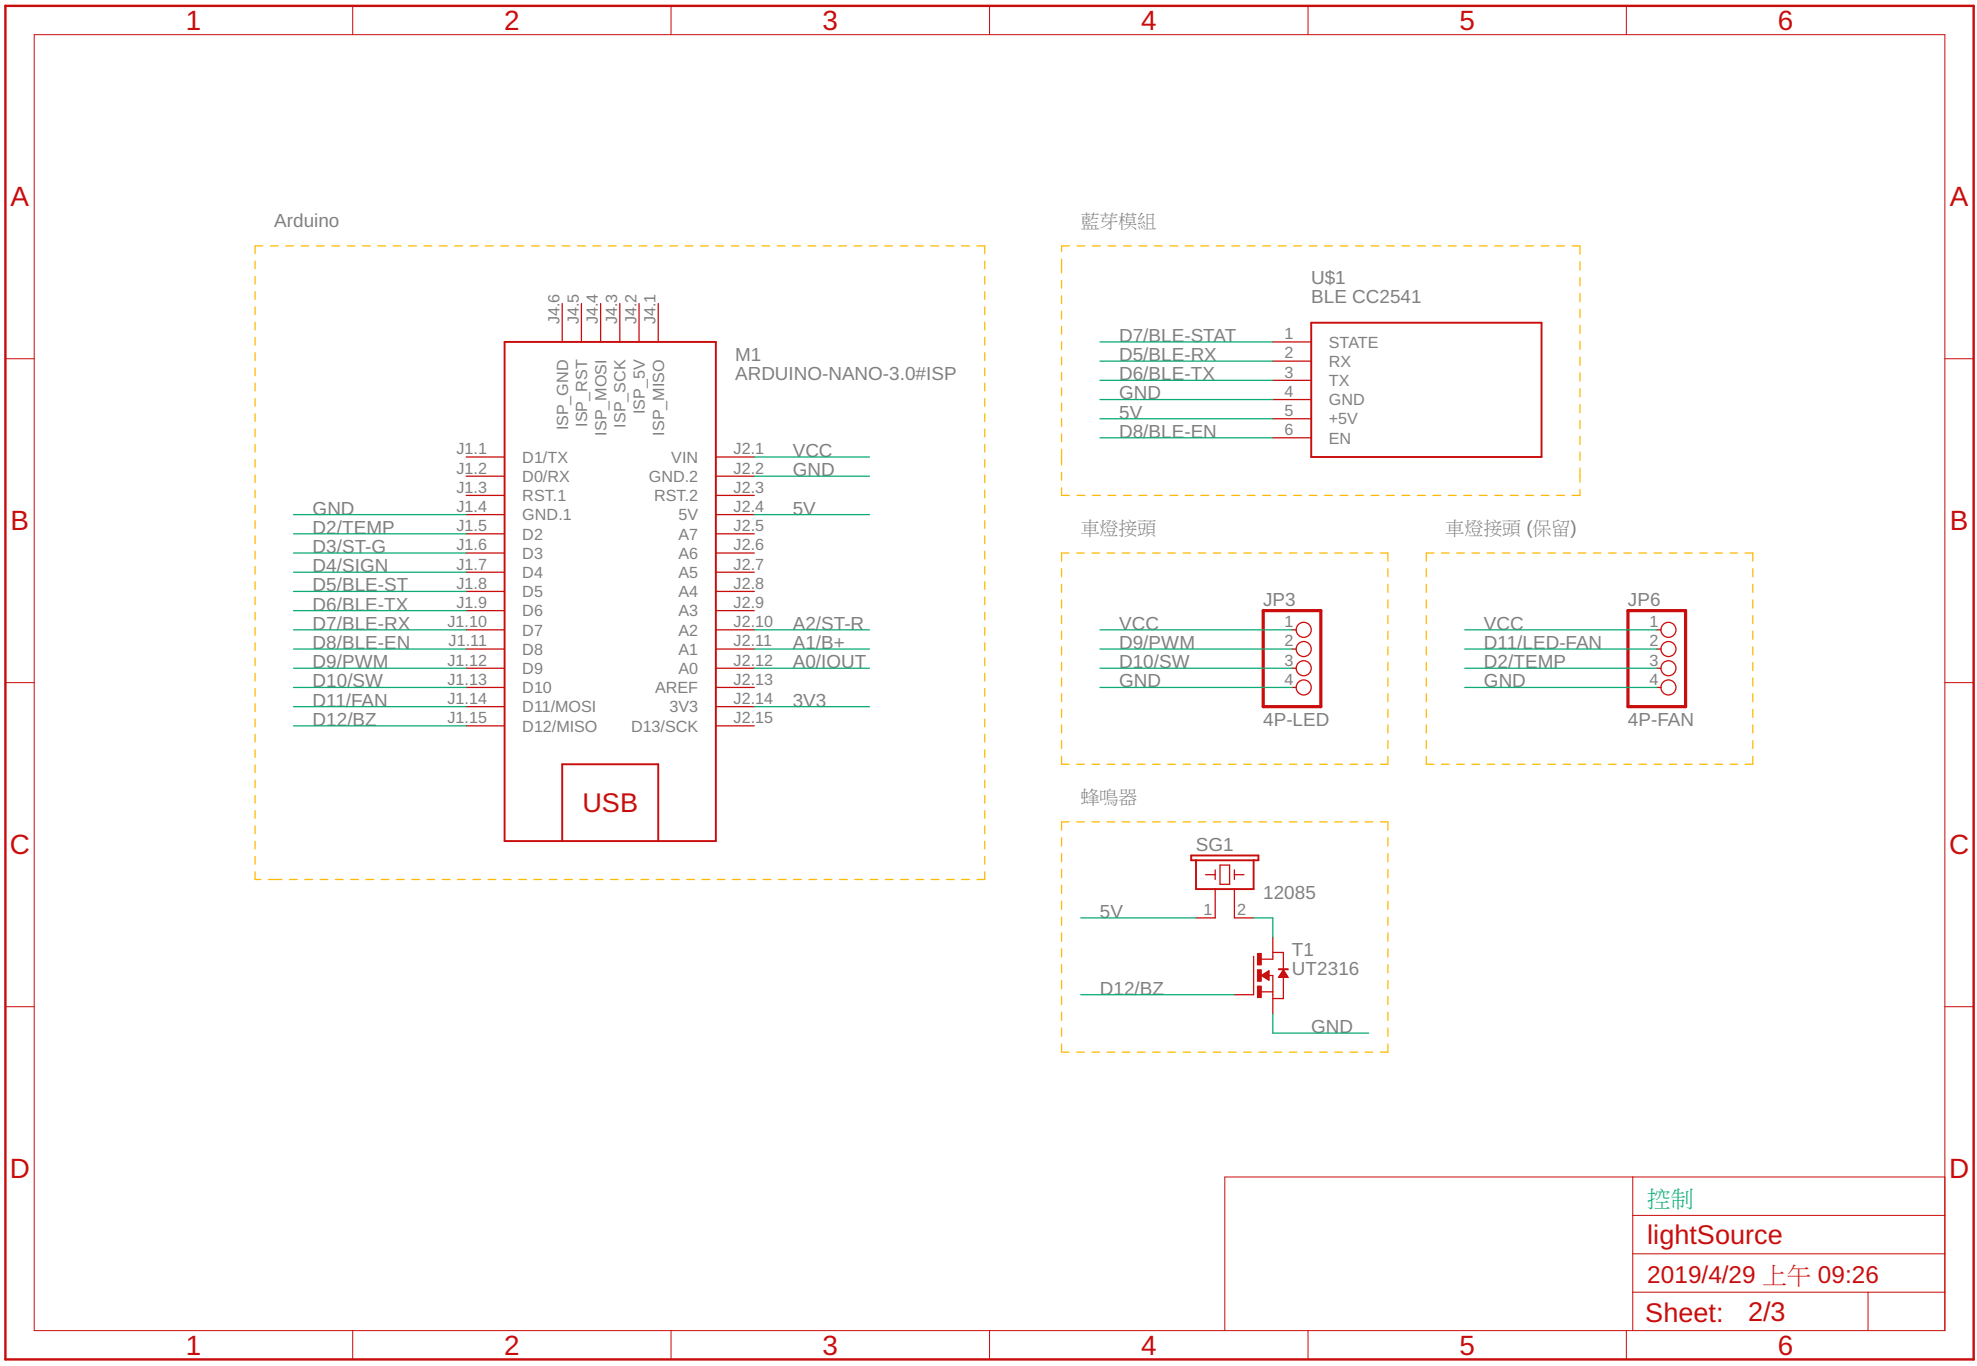 1 2 3 4 5 6
A A
B B
C C
D D
Arduino
J4.6 J4.5 J4.4 J4.3 J4.2 J4.1
ISP_GND ISP_RST ISP_MOSI ISP_SCK ISP_5V ISP_MISO
M1
ARDUINO-NANO-3.0#ISP
J1.1 D1/TX VIN J2.1 VCC
J1.2 D0/RX GND.2 J2.2 GND
J1.3 RST.1 RST.2 J2.3
GND J1.4 GND.1 5V J2.4 5V
D2/TEMP J1.5 D2 A7 J2.5
D3/ST-G J1.6 D3 A6 J2.6
D4/SIGN J1.7 D4 A5 J2.7
D5/BLE-ST J1.8 D5 A4 J2.8
D6/BLE-TX J1.9 D6 A3 J2.9
D7/BLE-RX J1.10 D7 A2 J2.10 A2/ST-R
D8/BLE-EN J1.11 D8 A1 J2.11 A1/B+
D9/PWM J1.12 D9 A0 J2.12 A0/IOUT
D10/SW J1.13 D10 AREF J2.13
D11/FAN J1.14 D11/MOSI 3V3 J2.14 3V3
D12/BZ J1.15 D12/MISO D13/SCK J2.15
USB
藍芽模組
U$1
BLE CC2541
D7/BLE-STAT 1 STATE
D5/BLE-RX 2 RX
D6/BLE-TX 3 TX
GND 4 GND
5V 5 +5V
D8/BLE-EN 6 EN
車燈接頭
JP3
VCC 1
D9/PWM 2
D10/SW 3
GND 4
4P-LED
車燈接頭 (保留)
JP6
VCC 1
D11/LED-FAN 2
D2/TEMP 3
GND 4
4P-FAN
蜂鳴器
SG1
12085
5V 1 2
T1
UT2316
D12/BZ
GND
控制
lightSource
2019/4/29 上午 09:26
Sheet: 2/3
1 2 3 4 5 6